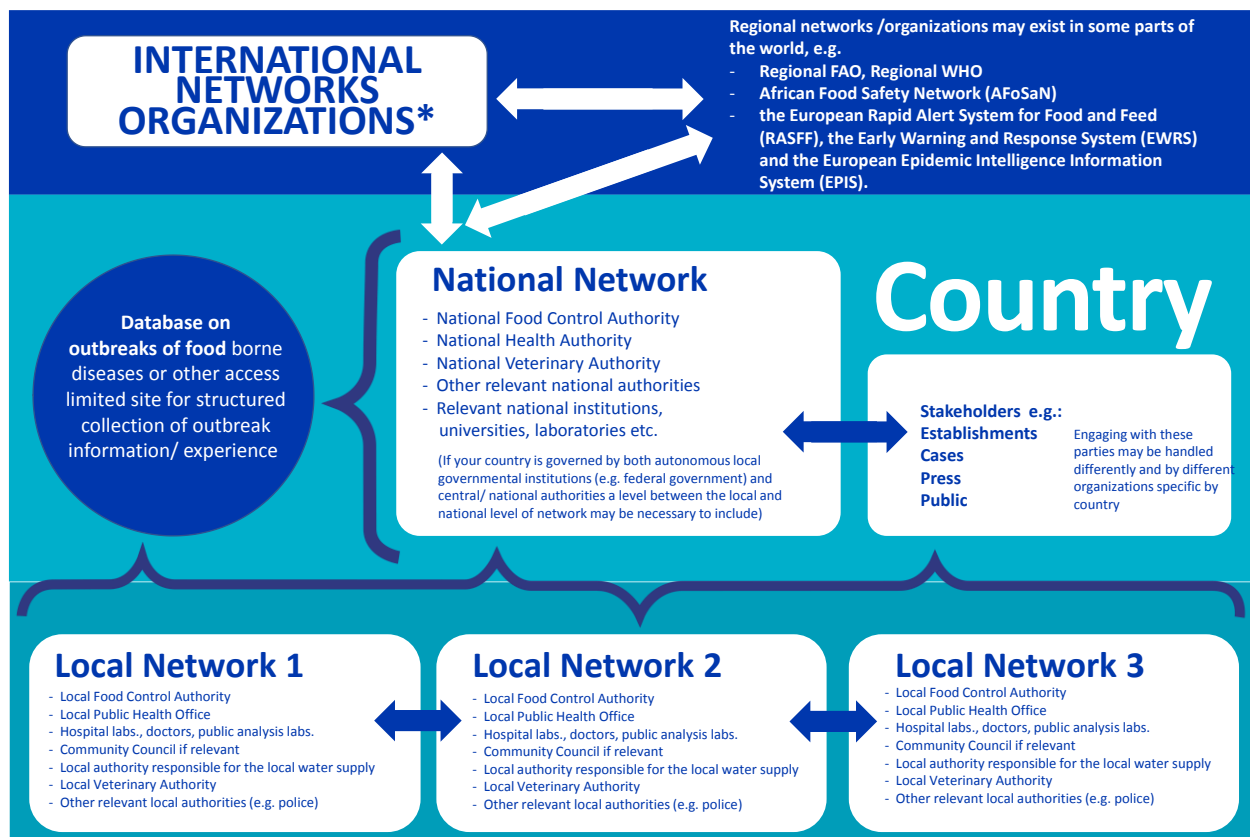 INTERNATIONAL
NETWORKS
ORGANIZATIONS*
Regional networks /organizations may exist in some parts of
the world, e.g.
- Regional FAO, Regional WHO
- African Food Safety Network (AFoSaN)
- the European Rapid Alert System for Food and Feed
(RASFF), the Early Warning and Response System (EWRS)
and the European Epidemic Intelligence Information
System (EPIS).
Database on
outbreaks of food borne
diseases or other access
limited site for structured
collection of outbreak
information/ experience
National Network
- National Food Control Authority
- National Health Authority
- National Veterinary Authority
- Other relevant national authorities
- Relevant national institutions,
universities, laboratories etc.
(If your country is governed by both autonomous local
governmental institutions (e.g. federal government) and
central/ national authorities a level between the local and
national level of network may be necessary to include)
Country
Stakeholders e.g.:
Establishments
Cases
Press
Public
Engaging with these
parties may be handled
differently and by different
organizations specific by
country
Local Network 1
- Local Food Control Authority
- Local Public Health Office
- Hospital labs., doctors, public analysis labs.
- Community Council if relevant
- Local authority responsible for the local water supply
- Local Veterinary Authority
- Other relevant local authorities (e.g. police)
Local Network 2
- Local Food Control Authority
- Local Public Health Office
- Hospital labs., doctors, public analysis labs.
- Community Council if relevant
- Local authority responsible for the local water supply
- Local Veterinary Authority
- Other relevant local authorities (e.g. police)
Local Network 3
- Local Food Control Authority
- Local Public Health Office
- Hospital labs., doctors, public analysis labs.
- Community Council if relevant
- Local authority responsible for the local water supply
- Local Veterinary Authority
- Other relevant local authorities (e.g. police)